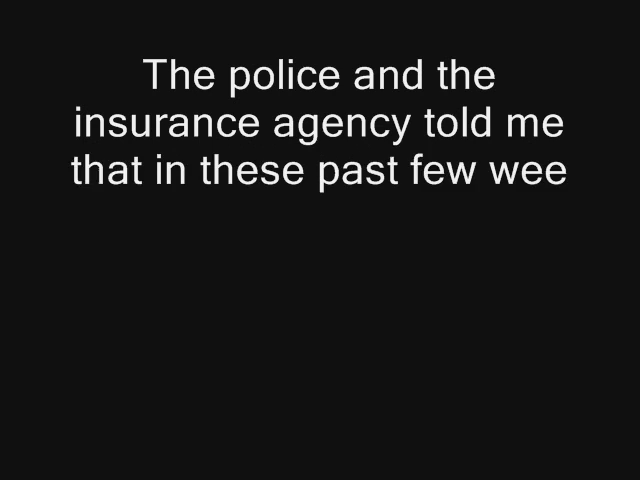 The police and the
insurance agency told me
that in these past few wee